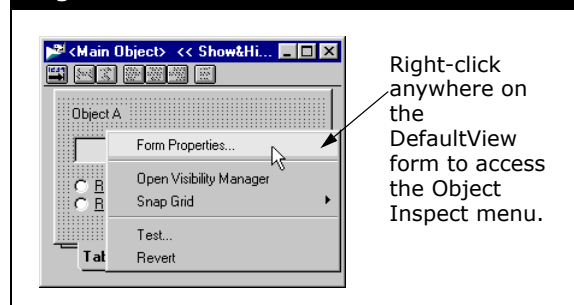 <Main Object> << Show&Hi...
TEST
Object A
Form Properties...
Open Visibility Manager
Snap Grid
Test...
Revert
R
R
Tab
Right-click
anywhere on
the
DefaultView
form to access
the Object
Inspect menu.